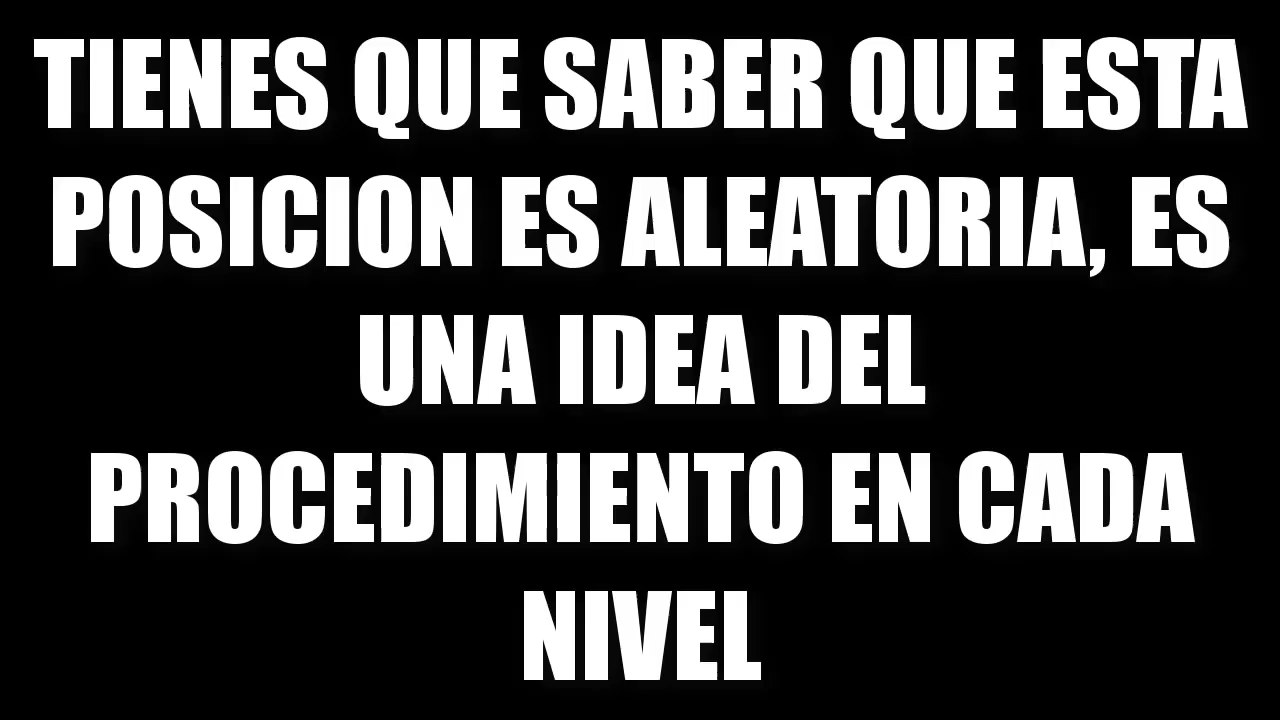 TIENES QUE SABER QUE ESTA
POSICION ES ALEATORIA, ES
UNA IDEA DEL
PROCEDIMIENTO EN CADA
NIVEL